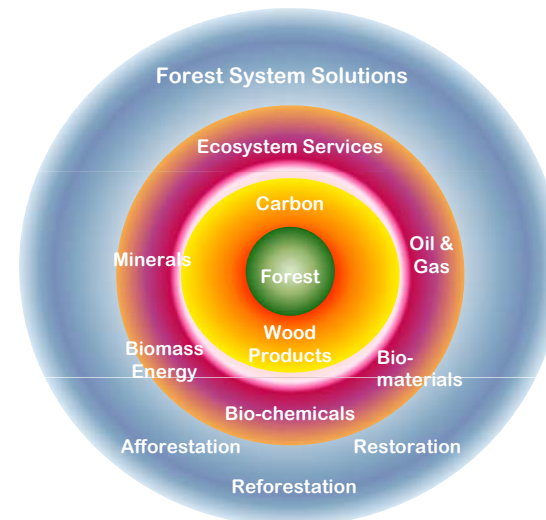 Forest System Solutions
Ecosystem Services
Carbon
Oil &
Gas
Minerals
Forest
Wood
Products
Biomass
Energy
Bio-
materials
Bio-chemicals
Afforestation
Restoration
Reforestation